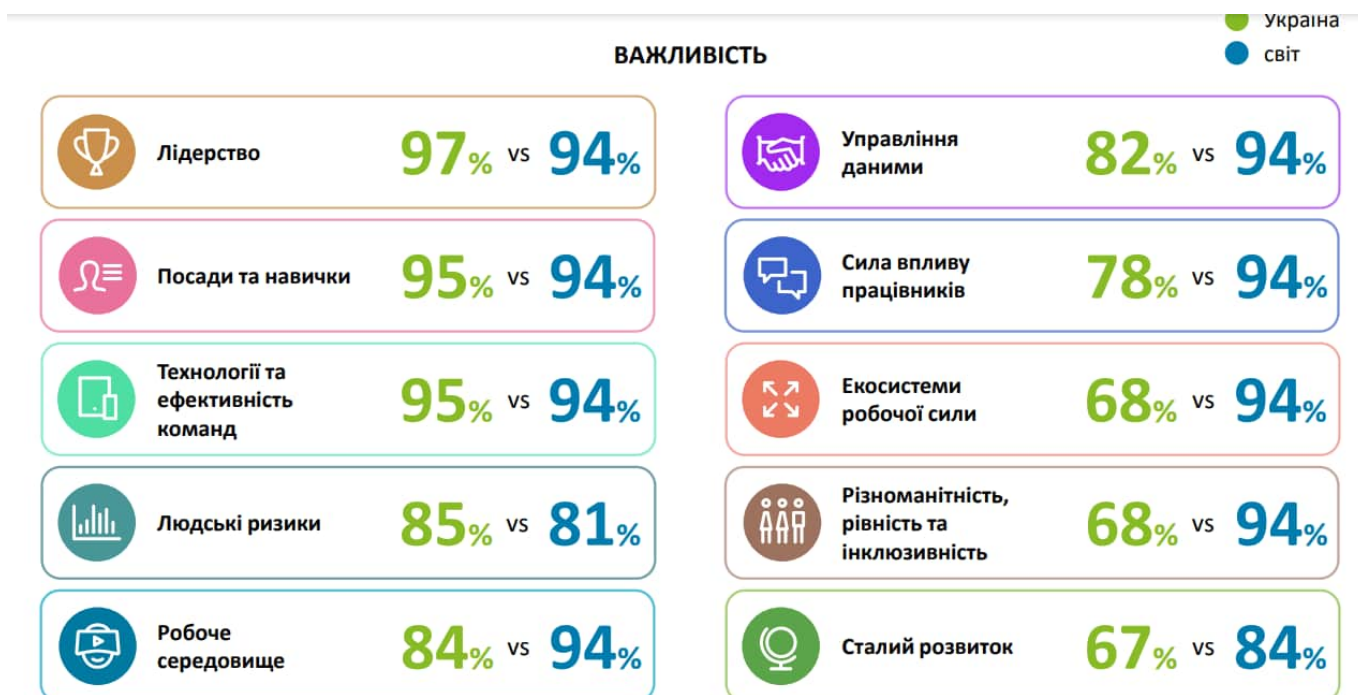 Україна
світ
ВАЖЛИВІСТЬ
Лідерство 97% vs 94%
Посади та навички 95% vs 94%
Технології та
ефективність
команд
95% vs 94%
Людські ризики 85% vs 81%
Робоче
середовище
84% vs 94%
Управління
даними
82% vs 94%
Сила впливу
працівників
78% vs 94%
Екосистеми
робочої сили
68% vs 94%
Різноманітність,
рівність та
інклюзивність
68% vs 94%
Сталий розвиток 67% vs 84%